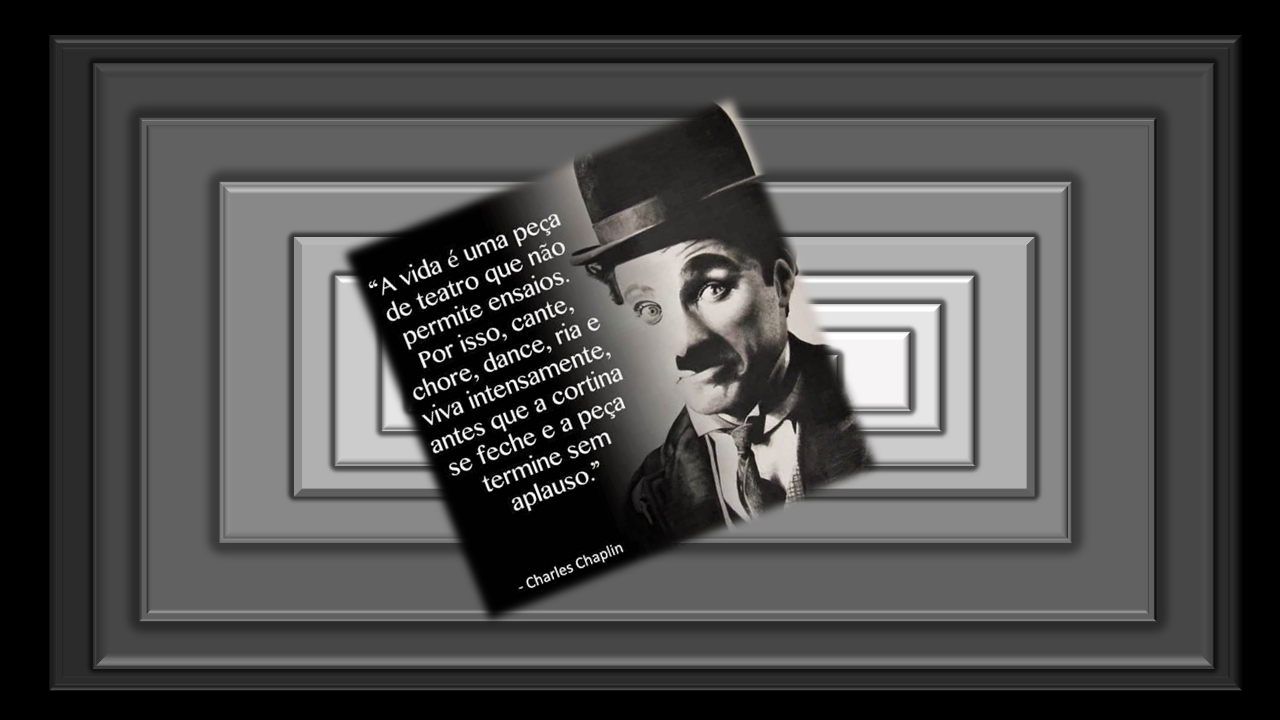 “A vida é uma peça
de teatro que não
permite ensaios.
Por isso, cante,
chore, dance, ria e
viva intensamente,
antes que a cortina
se feche e a peça
termine sem
aplauso.”
- Charles Chaplin